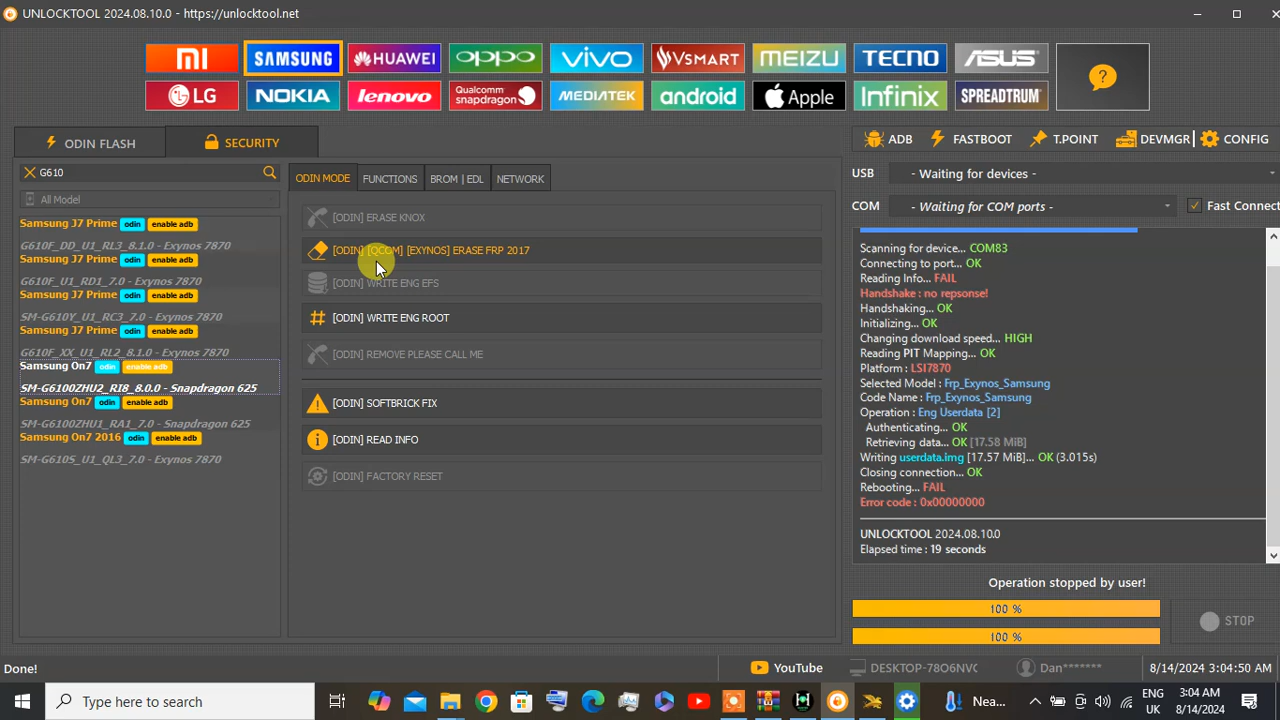 UNLOCKTOOL 2024.08.10.0 - https://unlocktool.net
mi SAMSUNG HUAWEI oppo vivo VSMART MEIZU TECNO ASUS
LG NOKIA lenovo Qualcomm snapdragon MEDIATEK android Apple Infinix SPREADTRUM ?
ODIN FLASH SECURITY
ADB FASTBOOT T.POINT DEVMGR CONFIG
G610
All Model
Samsung J7 Prime odin enable adb
G610F_DD_U1_RL3_8.1.0 - Exynos 7870
Samsung J7 Prime odin enable adb
G610F_U1_RD1_7.0 - Exynos 7870
Samsung J7 Prime odin enable adb
SM-G610Y_U1_RC3_7.0 - Exynos 7870
Samsung J7 Prime odin enable adb
G610F_XX_U1_RL2_8.1.0 - Exynos 7870
Samsung On7 odin enable adb
SM-G6100ZHU2_RI8_8.0.0 - Snapdragon 625
Samsung On7 odin enable adb
SM-G6100ZHU1_RA1_7.0 - Snapdragon 625
Samsung On7 2016 odin enable adb
SM-G610S_U1_QL3_7.0 - Exynos 7870
ODIN MODE FUNCTIONS BROM | EDL NETWORK
[ODIN] ERASE KNOX
[ODIN] [QCOM] [EXYNOS] ERASE FRP 2017
[ODIN] WRITE ENG EFS
[ODIN] WRITE ENG ROOT
[ODIN] REMOVE PLEASE CALL ME
[ODIN] SOFTBRICK FIX
[ODIN] READ INFO
[ODIN] FACTORY RESET
USB - Waiting for devices -
COM - Waiting for COM ports - Fast Connect
Scanning for device... COM83
Connecting to port... OK
Reading Info... FAIL
Handshake : no repsonse!
Handshaking... OK
Initializing... OK
Changing download speed... HIGH
Reading PIT Mapping... OK
Platform : LSI7870
Selected Model : Frp_Exynos_Samsung
Code Name : Frp_Exynos_Samsung
Operation : Eng Userdata [2]
Authenticating... OK
Retrieving data... OK [17.58 MiB]
Writing userdata.img [17.57 MiB]... OK (3.015s)
Closing connection... OK
Rebooting... FAIL
Error code : 0x00000000
UNLOCKTOOL 2024.08.10.0
Elapsed time : 19 seconds
Operation stopped by user!
100 %
100 %
STOP
Done! YouTube DESKTOP-78O6NVC Dan******* 8/14/2024 3:04:50 AM
Type here to search Nea... ENG 3:04 AM
UK 8/14/2024